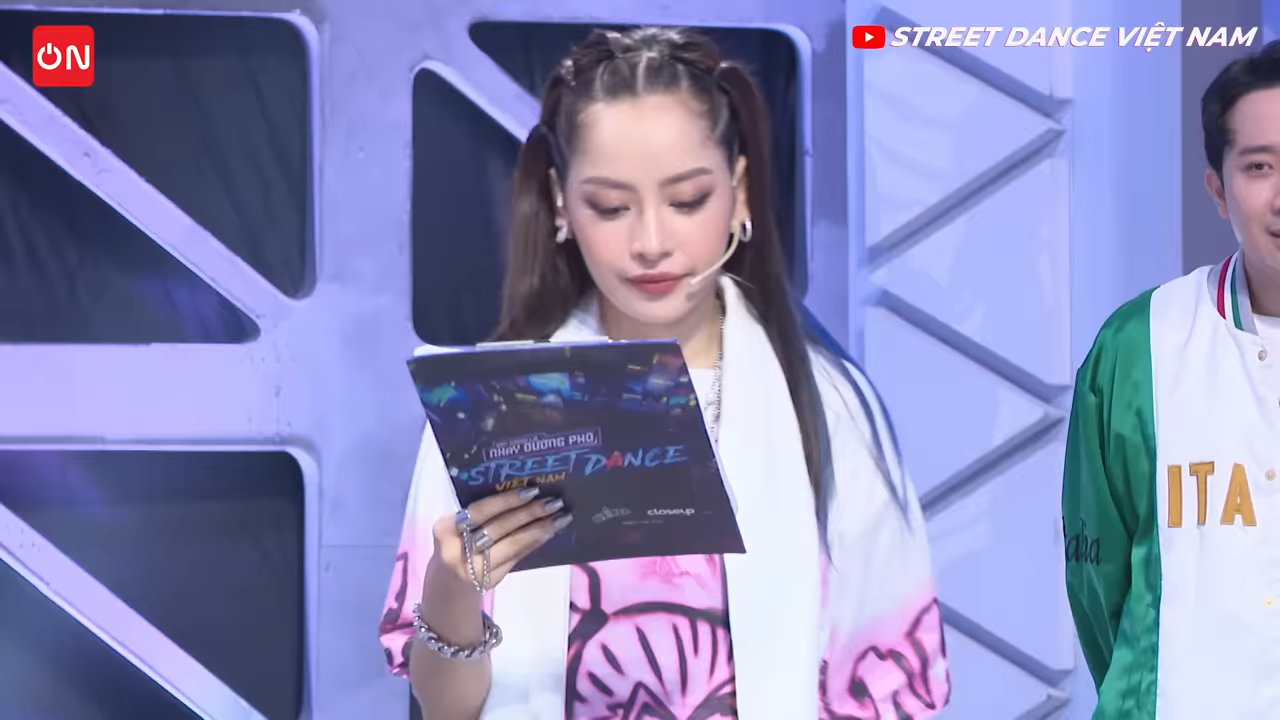 ON
STREET DANCE VIỆT NAM
NHẢY ĐƯỜNG PHỐ
STREET DANCE
VIỆT NAM
closeup
ITA